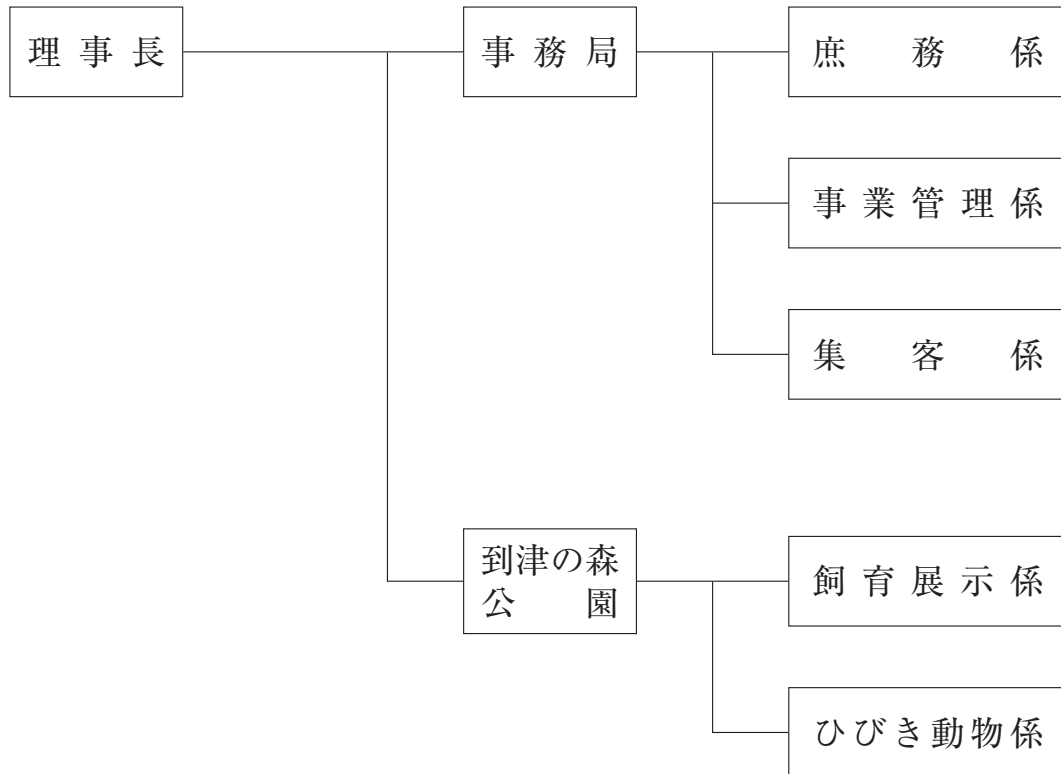 理事長
事務局
庶務係
事業管理係
集客係
到津の森
公園
飼育展示係
ひびき動物係